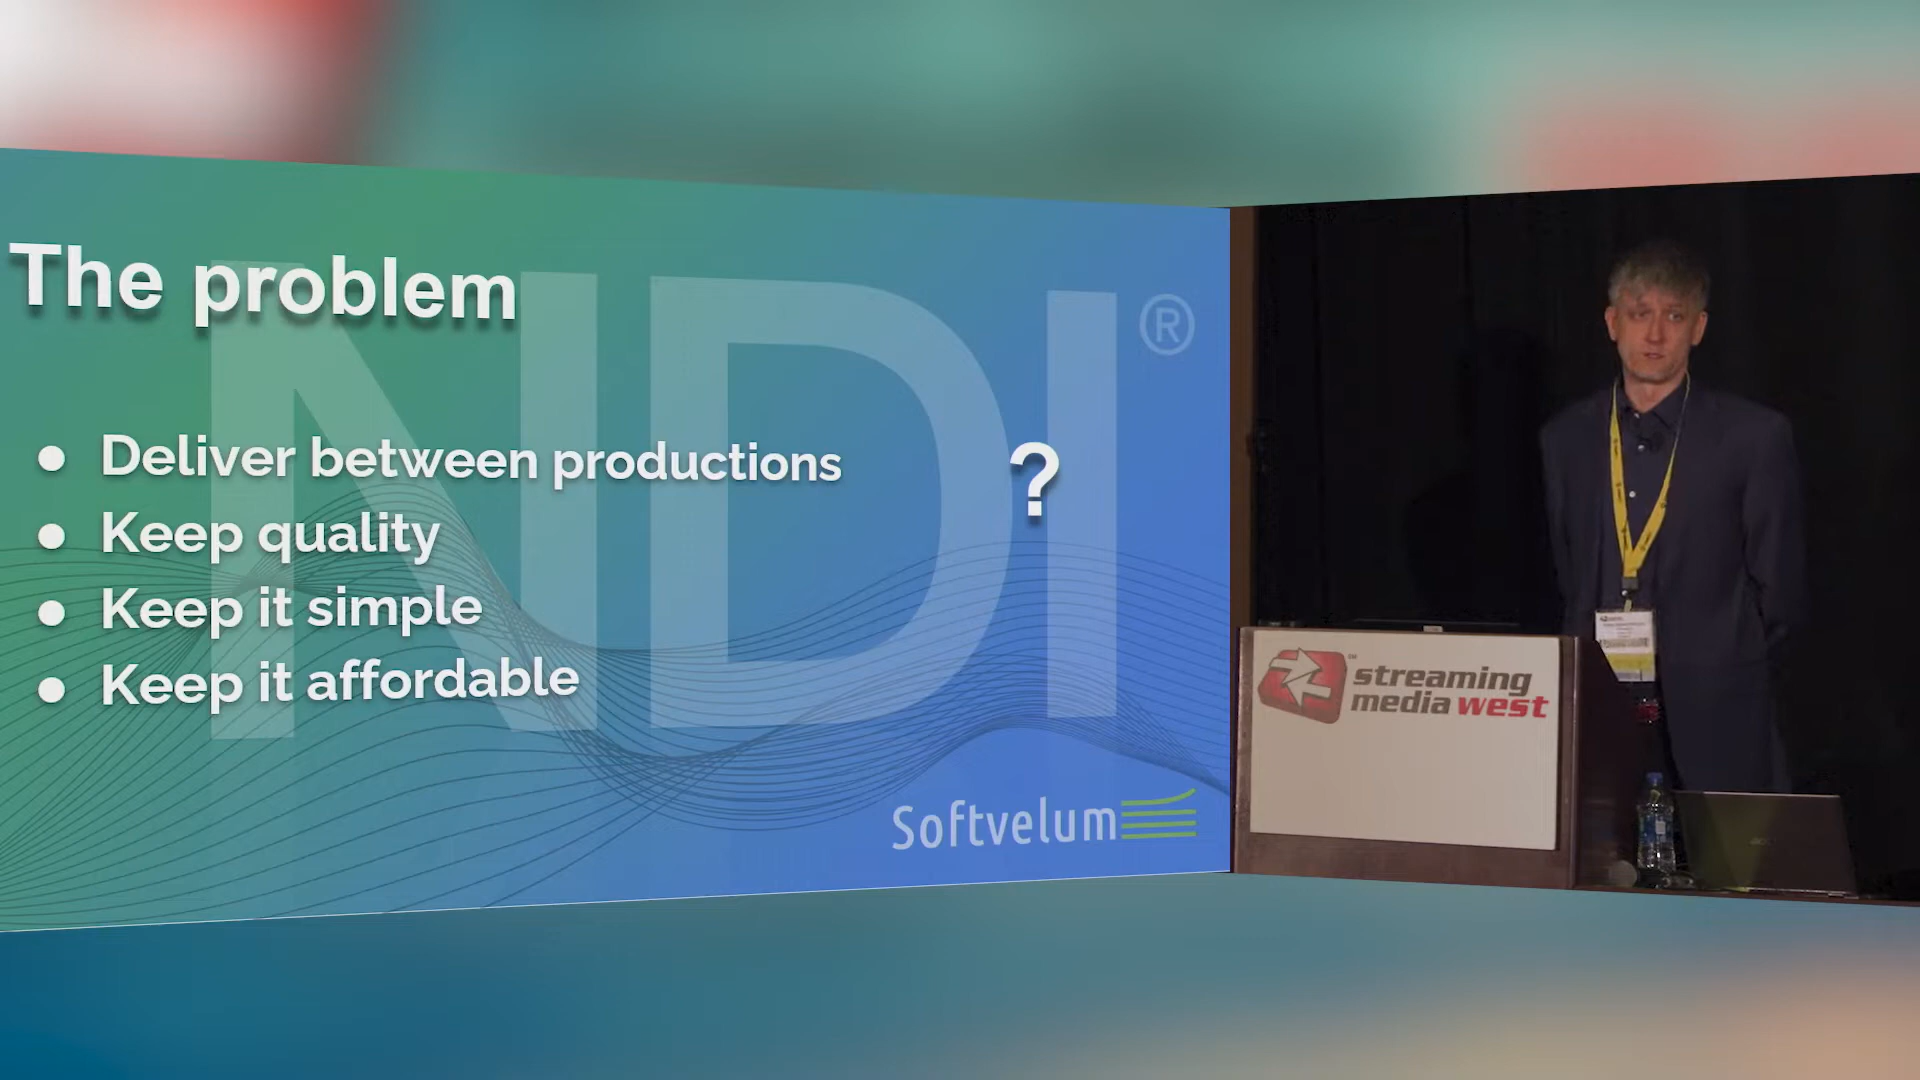 The problem
NDI®
• Deliver between productions
?
• Keep quality
• Keep it simple
• Keep it affordable
Softvelum
streaming
media west